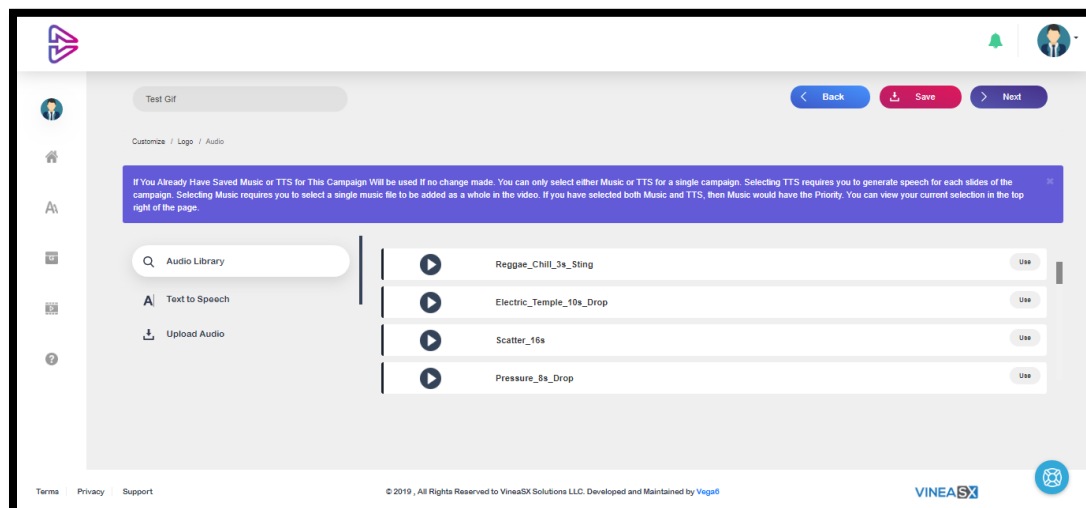 Test Gif
Back
Save
Next
Customize / Logo / Audio
If You Already Have Saved Music or TTS for This Campaign Will be used If no change made. You can only select either Music or TTS for a single campaign. Selecting TTS requires you to generate speech for each slides of the
campaign. Selecting Music requires you to select a single music file to be added as a whole in the video. If you have selected both Music and TTS, then Music would have the Priority. You can view your current selection in the top
right of the page.
Audio Library
Text to Speech
Upload Audio
Reggae_Chill_3s_Sting
Use
Electric_Temple_10s_Drop
Use
Scatter_16s
Use
Pressure_8s_Drop
Use
Terms Privacy Support
© 2019 , All Rights Reserved to VineaSX Solutions LLC. Developed and Maintained by Vega6
VINEASX